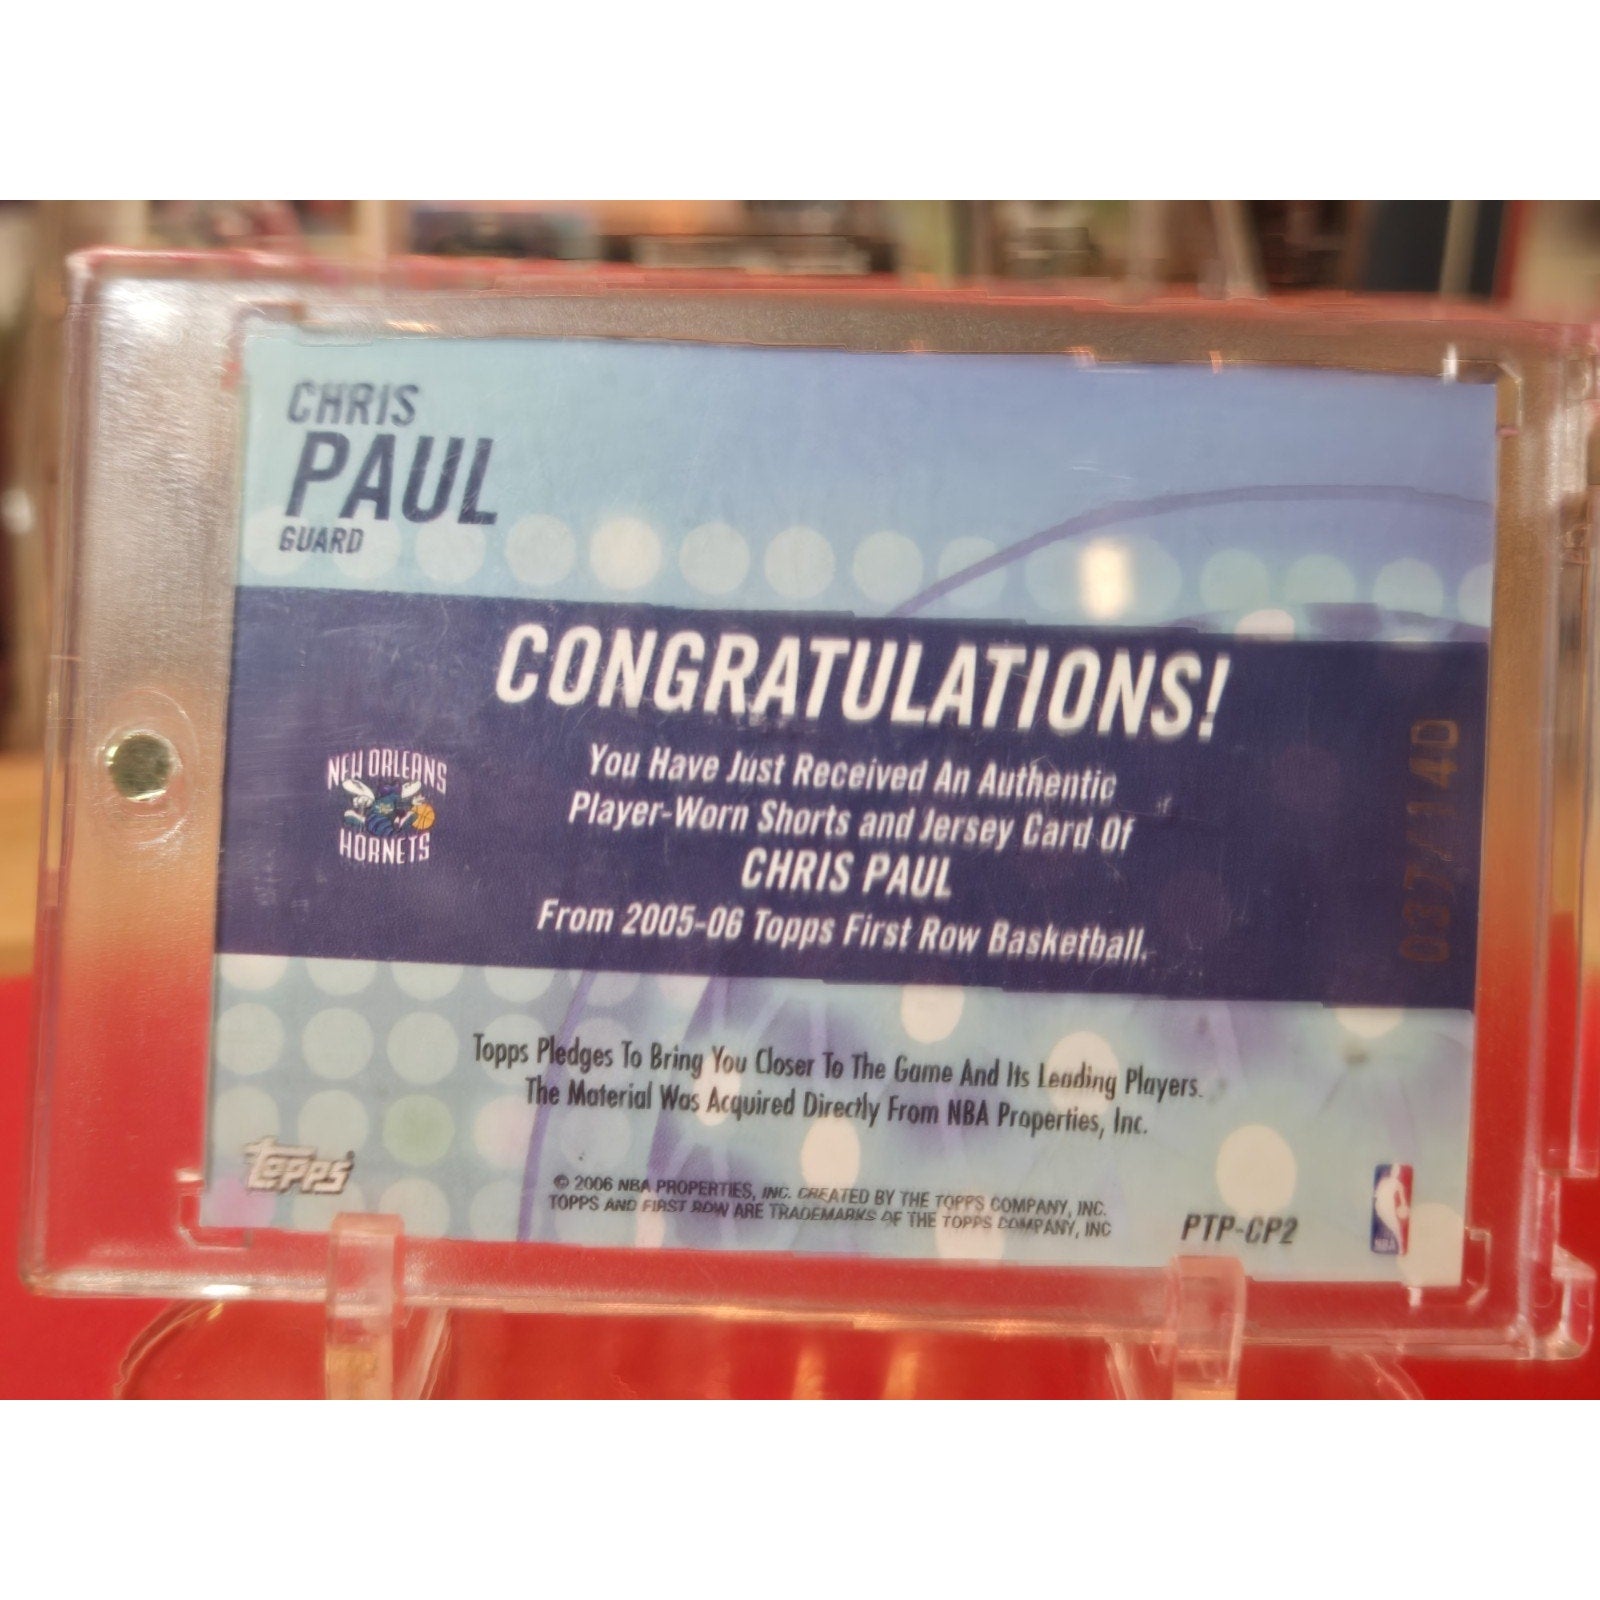 CHRIS
PAUL
GUARD
CONGRATULATIONS!
You Have Just Received An Authentic
Player-Worn Shorts and Jersey Card Of
CHRIS PAUL
From 2005-06 Topps First Row Basketball.
NEW ORLEANS
HORNETS
037/140
Topps Pledges To Bring You Closer To The Game And Its Leading Players.
The Material Was Acquired Directly From NBA Properties, Inc.
topps
© 2006 NBA PROPERTIES, INC. CREATED BY THE TOPPS COMPANY, INC.
TOPPS AND FIRST ROW ARE TRADEMARKS OF THE TOPPS COMPANY, INC
PTP-CP2
NBA